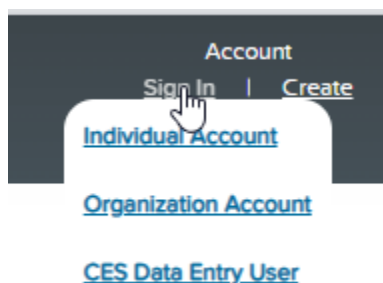 Account
Sign In | Create
Individual Account
Organization Account
CES Data Entry User